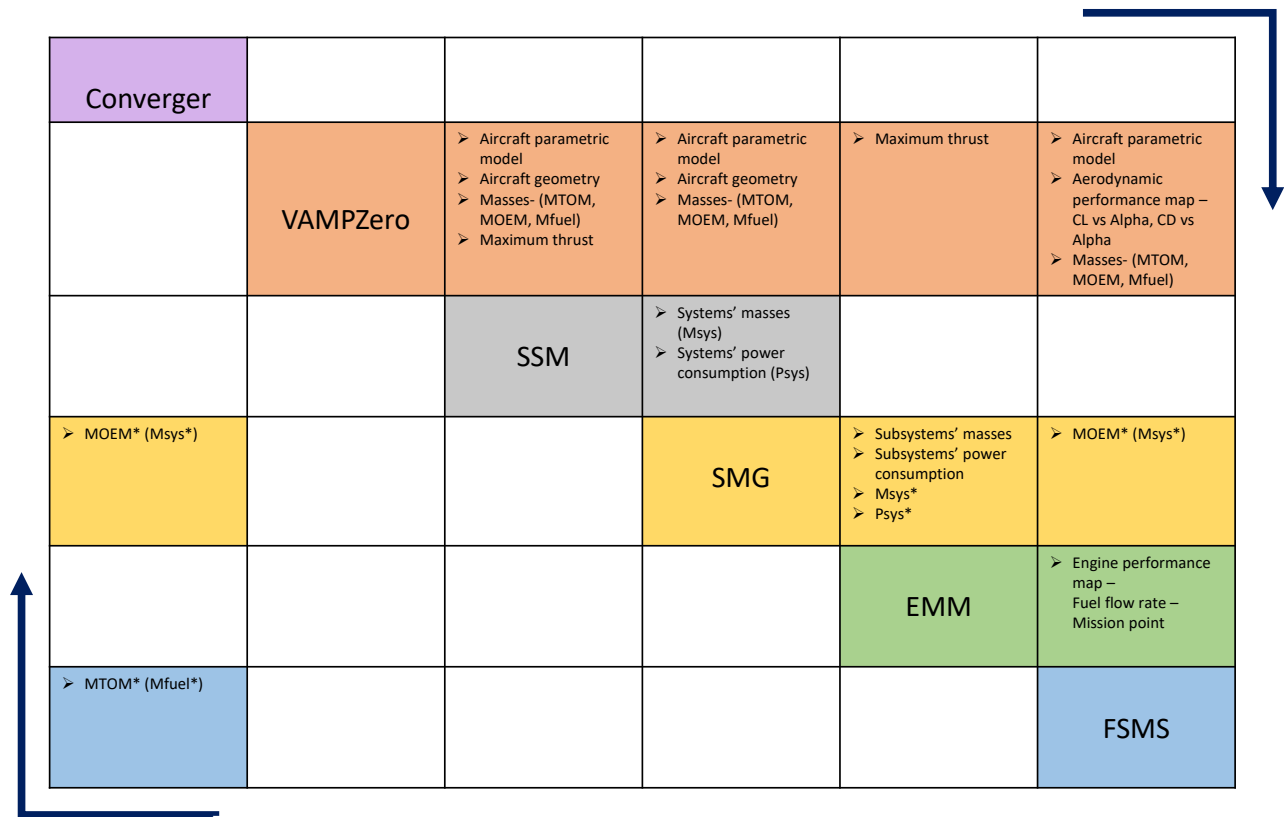 Converger
VAMPZero
➢ Aircraft parametric
model
➢ Aircraft geometry
➢ Masses- (MTOM,
MOEM, Mfuel)
➢ Maximum thrust
➢ Aircraft parametric
model
➢ Aircraft geometry
➢ Masses- (MTOM,
MOEM, Mfuel)
➢ Maximum thrust
➢ Aircraft parametric
model
➢ Aerodynamic
performance map –
CL vs Alpha, CD vs
Alpha
➢ Masses- (MTOM,
MOEM, Mfuel)
SSM
➢ Systems’ masses
(Msys)
➢ Systems’ power
consumption (Psys)
➢ MOEM* (Msys*)
SMG
➢ Subsystems’ masses
➢ Subsystems’ power
consumption
➢ Msys*
➢ Psys*
➢ MOEM* (Msys*)
EMM
➢ Engine performance
map –
Fuel flow rate –
Mission point
➢ MTOM* (Mfuel*)
FSMS